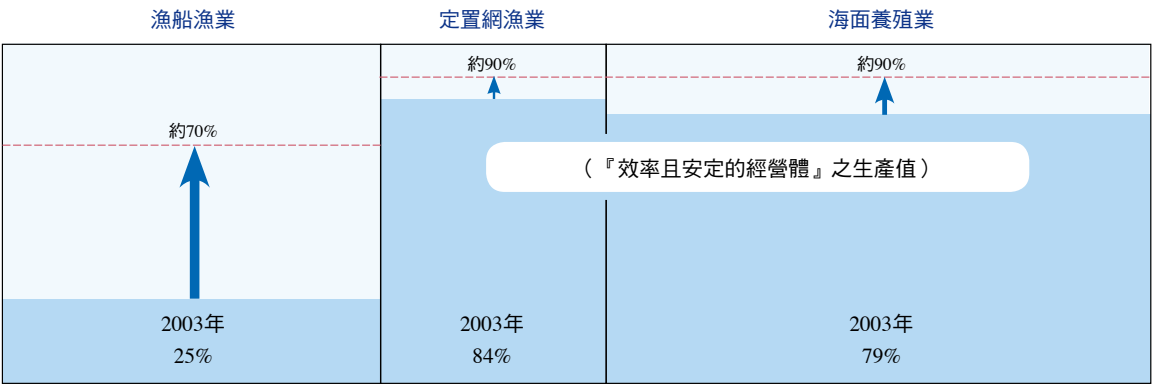 漁船漁業
定置網漁業
海面養殖業
約90%
約90%
約70%
（『效率且安定的經營體』之生產值）
2003年
2003年
2003年
25%
84%
79%